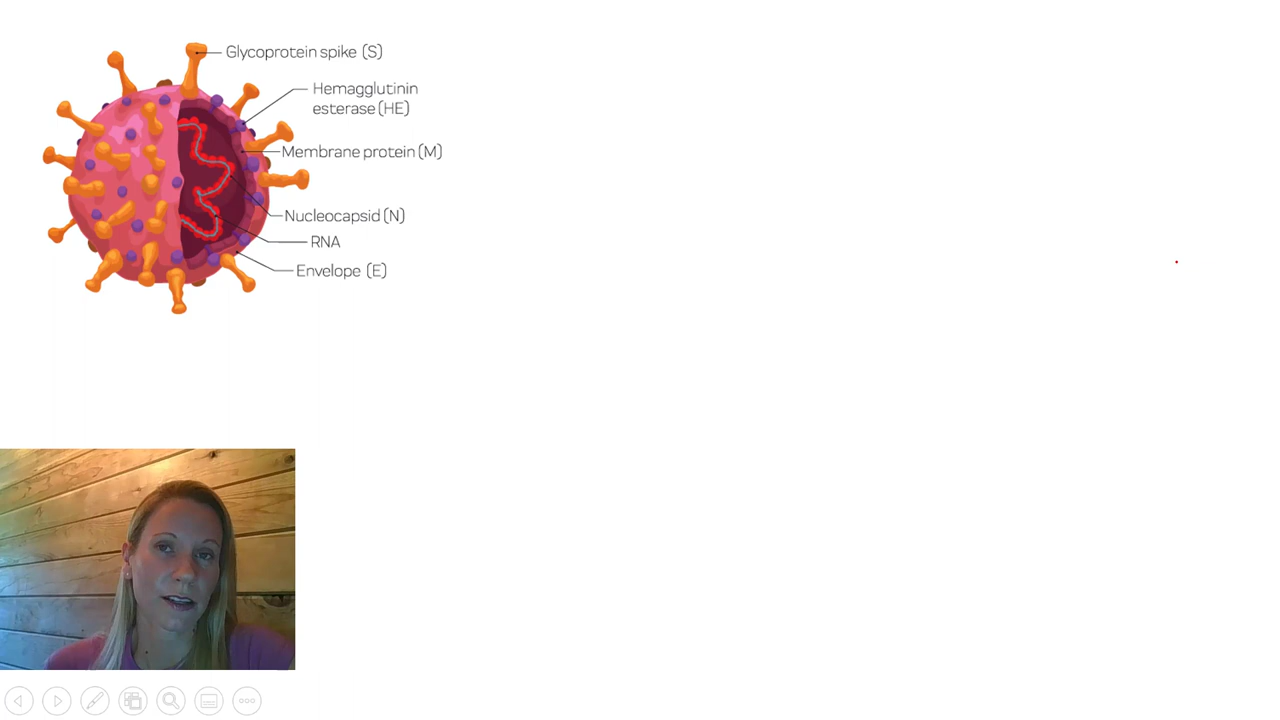 Glycoprotein spike (S)
Hemagglutinin
esterase (HE)
Membrane protein (M)
Nucleocapsid (N)
RNA
Envelope (E)